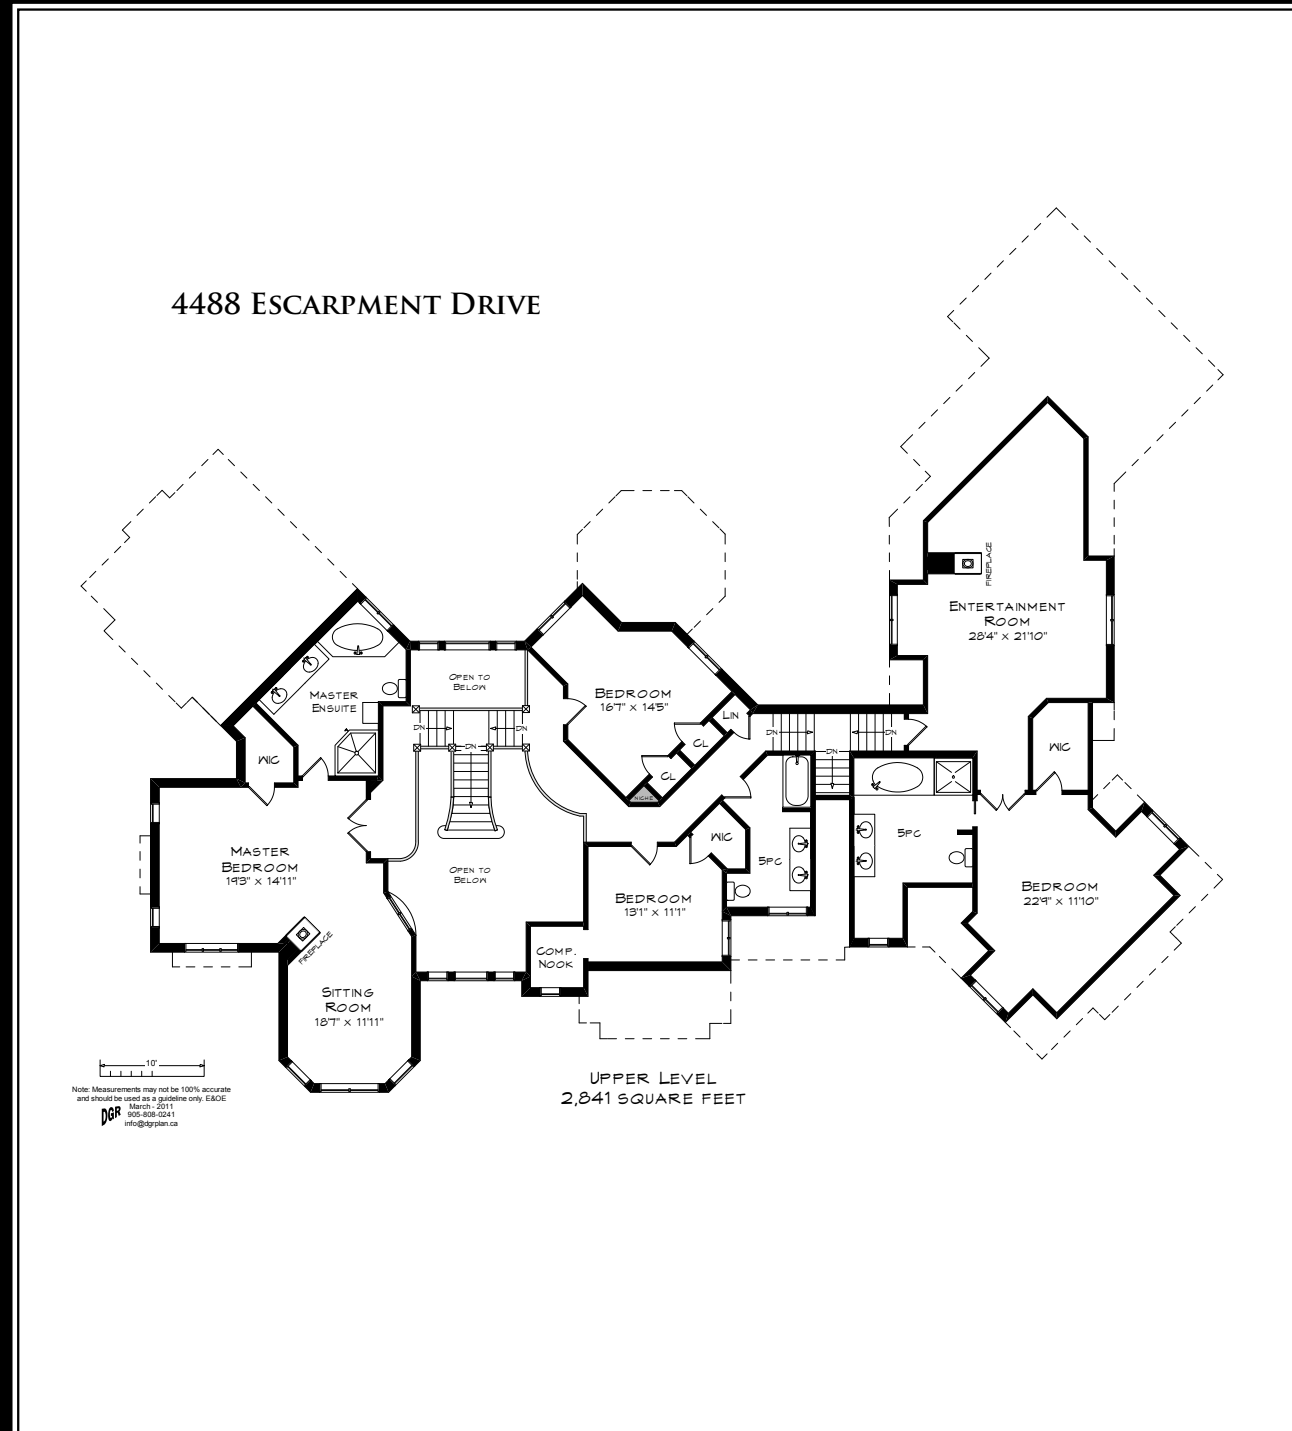 4488 Escarpment Drive
FIREPLACE
ENTERTAINMENT
ROOM
28'4" x 21'10"
OPEN TO
BELOW
BEDROOM
16'7" x 14'5"
MASTER
ENSUITE
LIN
DN
DN
DN
DN
DN
DN
CL
CL
WIC
WIC
NICHE
WIC
5PC
5PC
MASTER
BEDROOM
19'3" x 14'11"
OPEN TO
BELOW
BEDROOM
13'1" x 11'1"
BEDROOM
22'9" x 11'10"
FIREPLACE
COMP.
NOOK
SITTING
ROOM
18'7" x 11'11"
10'
Note: Measurements may not be 100% accurate
and should be used as a guideline only. E&OE
March - 2011
DGR
905-808-0241
info@dgrplan.ca
UPPER LEVEL
2,841 SQUARE FEET